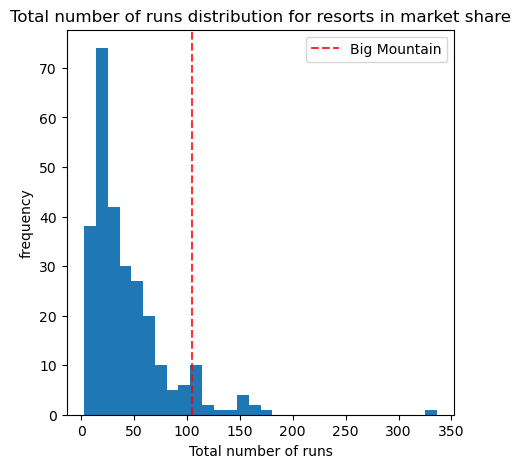 Total number of runs distribution for resorts in market share
Big Mountain
70
60
50
40
30
20
10
0
frequency
0 50 100 150 200 250 300 350
Total number of runs